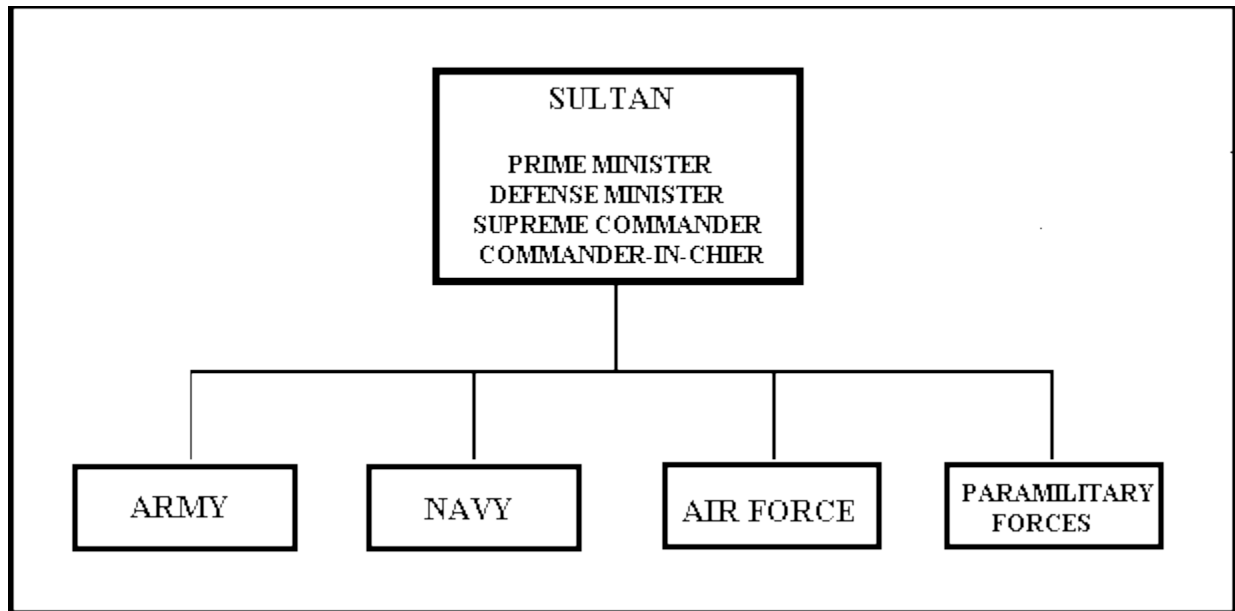 SULTAN
PRIME MINISTER
DEFENSE MINISTER
SUPREME COMMANDER
COMMANDER-IN-CHIER
ARMY
NAVY
AIR FORCE
PARAMILITARY
FORCES